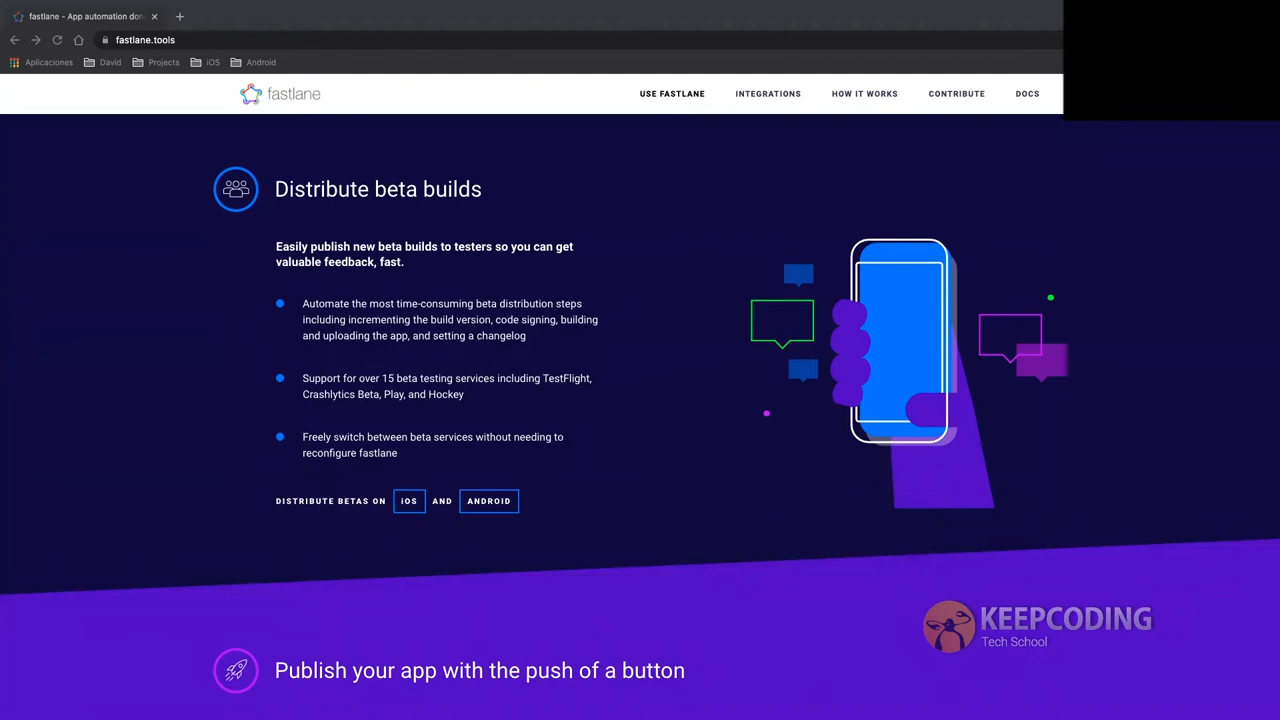 fastlane - App automation don
fastlane.tools
Aplicaciones David Projects iOS Android
fastlane USE FASTLANE INTEGRATIONS HOW IT WORKS CONTRIBUTE DOCS
Distribute beta builds
Easily publish new beta builds to testers so you can get
valuable feedback, fast.
Automate the most time-consuming beta distribution steps
including incrementing the build version, code signing, building
and uploading the app, and setting a changelog
Support for over 15 beta testing services including TestFlight,
Crashlytics Beta, Play, and Hockey
Freely switch between beta services without needing to
reconfigure fastlane
DISTRIBUTE BETAS ON iOS AND ANDROID
KEEPCODING
Tech School
Publish your app with the push of a button